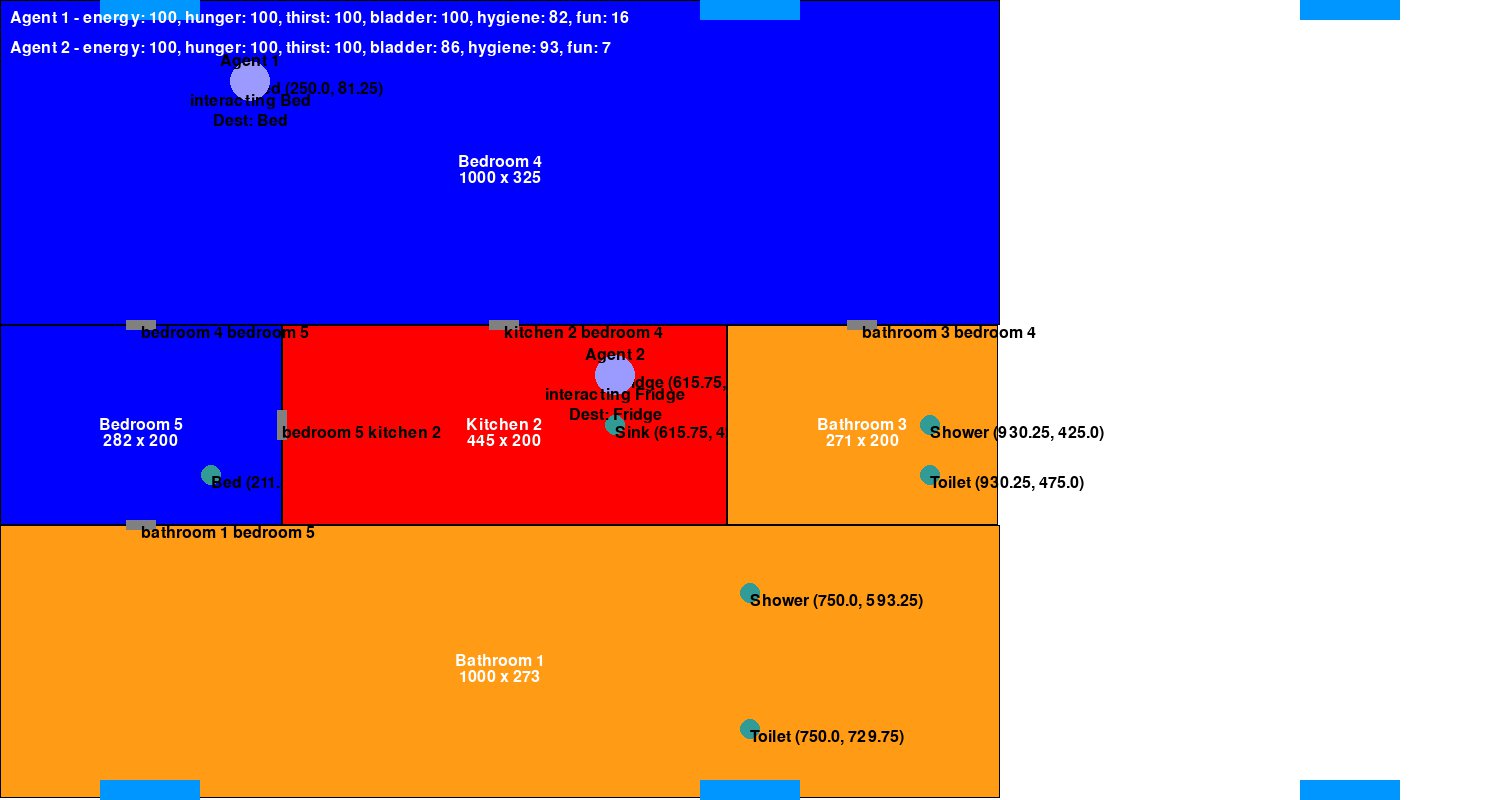 Agent 1 - energy: 100, hunger: 100, thirst: 100, bladder: 100, hygiene: 82, fun: 16
Agent 2 - energy: 100, hunger: 100, thirst: 100, bladder: 86, hygiene: 93, fun: 7
Agent 1
(250.0, 81.25)
interacting Bed
Dest: Bed
Bedroom 4
1000 x 325
bedroom 4 bedroom 5
kitchen 2 bedroom 4
bathroom 3 bedroom 4
Agent 2
(615.75,
interacting Fridge
Dest: Fridge
Bedroom 5
282 x 200
bedroom 5 kitchen 2
Kitchen 2
445 x 200
Sink (615.75, 4
Bathroom 3
271 x 200
Shower (930.25, 425.0)
Bed (211.
Toilet (930.25, 475.0)
bathroom 1 bedroom 5
Shower (750.0, 593.25)
Bathroom 1
1000 x 273
Toilet (750.0, 729.75)